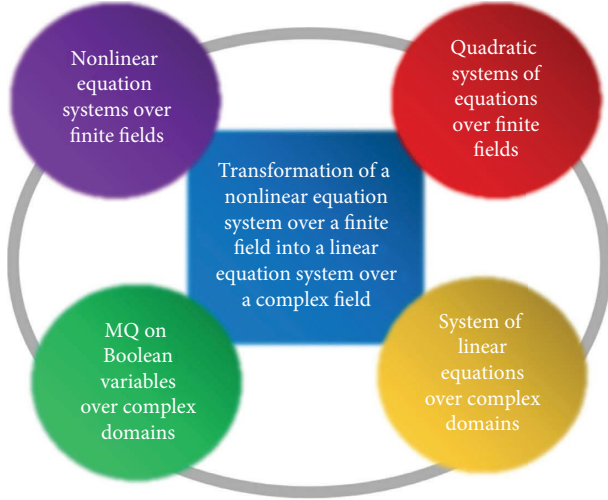 Nonlinear
equation
systems over
finite fields
Quadratic
systems of
equations
over finite
fields
Transformation of a
nonlinear equation
system over a finite
field into a linear
equation system over
a complex field
MQ on
Boolean
variables
over complex
domains
System of
linear
equations
over complex
domains